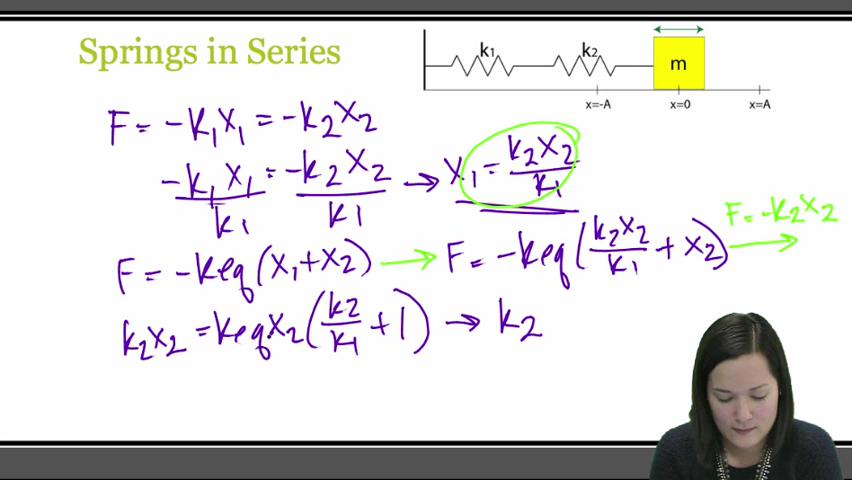 Springs in Series
k₁ k₂ m
x=-A x=0 x=A
F = -k₁x₁ = -k₂x₂
-k₁x₁/k₁ = -k₂x₂/k₁ → x₁ = k₂x₂/k₁
F = -keq(x₁+x₂) → F = -keq(k₂x₂/k₁ + x₂) F=-k₂x₂ →
k₂x₂ = keqx₂(k₂/k₁ + 1) → k₂